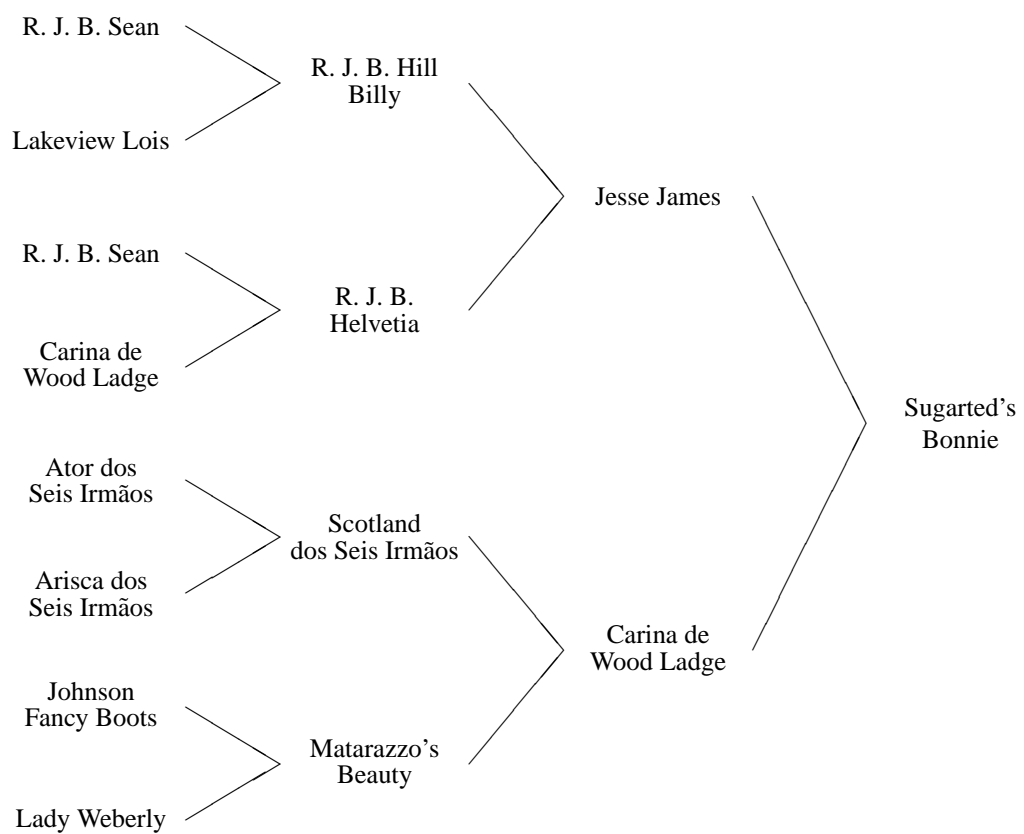 R. J. B. Sean
R. J. B. Hill
Billy
Lakeview Lois
Jesse James
R. J. B. Sean
R. J. B.
Helvetia
Carina de
Wood Ladge
Sugarted’s
Bonnie
Ator dos
Seis Irmãos
Scotland
dos Seis Irmãos
Arisca dos
Seis Irmãos
Carina de
Wood Ladge
Johnson
Fancy Boots
Matarazzo’s
Beauty
Lady Weberly